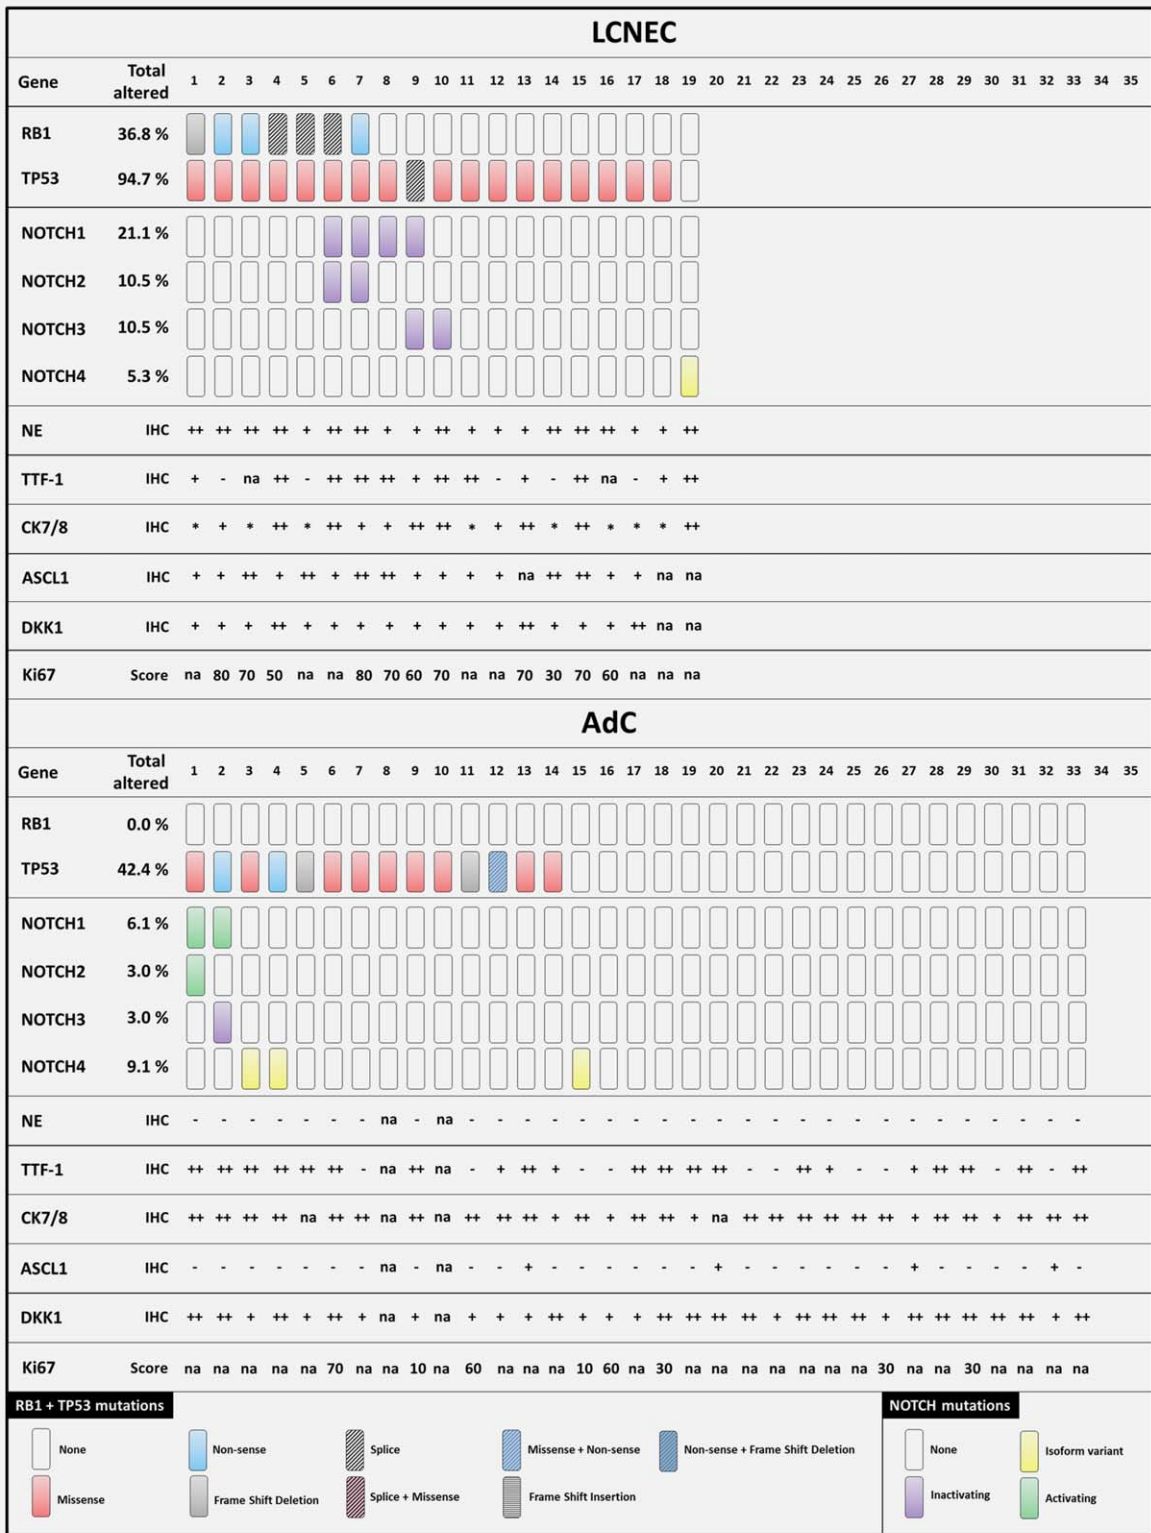 LCNEC
Gene Total altered 1 2 3 4 5 6 7 8 9 10 11 12 13 14 15 16 17 18 19 20 21 22 23 24 25 26 27 28 29 30 31 32 33 34 35
RB1 36.8 %
TP53 94.7 %
NOTCH1 21.1 %
NOTCH2 10.5 %
NOTCH3 10.5 %
NOTCH4 5.3 %
NE IHC ++ ++ ++ ++ + ++ ++ + + ++ + + + ++ ++ ++ + + ++
TTF-1 IHC + - na ++ - ++ ++ ++ + ++ ++ - + - ++ na - + ++
CK7/8 IHC * + * ++ * ++ + + ++ ++ * + ++ * ++ * * * ++
ASCL1 IHC + + ++ + ++ + ++ ++ + + + + na ++ ++ + + na na
DKK1 IHC + + + ++ + + + + + + + + ++ + + + ++ na na
Ki67 Score na 80 70 50 na na 80 70 60 70 na na 70 30 70 60 na na na
AdC
Gene Total altered 1 2 3 4 5 6 7 8 9 10 11 12 13 14 15 16 17 18 19 20 21 22 23 24 25 26 27 28 29 30 31 32 33 34 35
RB1 0.0 %
TP53 42.4 %
NOTCH1 6.1 %
NOTCH2 3.0 %
NOTCH3 3.0 %
NOTCH4 9.1 %
NE IHC - - - - - - - na - na - - - - - - - - - - - - - - - - - - - - - - -
TTF-1 IHC ++ ++ ++ ++ ++ ++ - na ++ na - + ++ + - - ++ ++ ++ ++ - - ++ + - - + ++ ++ - ++ - ++
CK7/8 IHC ++ ++ ++ ++ na ++ ++ na ++ na ++ ++ ++ + ++ + ++ ++ + na ++ ++ ++ ++ ++ ++ + ++ ++ + ++ ++ ++
ASCL1 IHC - - - - - - - na - na - - + - - - - - - + - - - - - - + - - - - + -
DKK1 IHC ++ ++ + ++ + ++ + na + na + + + ++ + + + ++ ++ ++ ++ + ++ ++ ++ + ++ ++ ++ ++ ++ + ++
Ki67 Score na na na na na 70 na na 10 na 60 na na na 10 60 na 30 na na na na na na na 30 na na 30 na na na na
RB1 + TP53 mutations
None Non-sense Splice Missense + Non-sense Non-sense + Frame Shift Deletion
Missense Frame Shift Deletion Splice + Missense Frame Shift Insertion
NOTCH mutations
None Isoform variant
Inactivating Activating